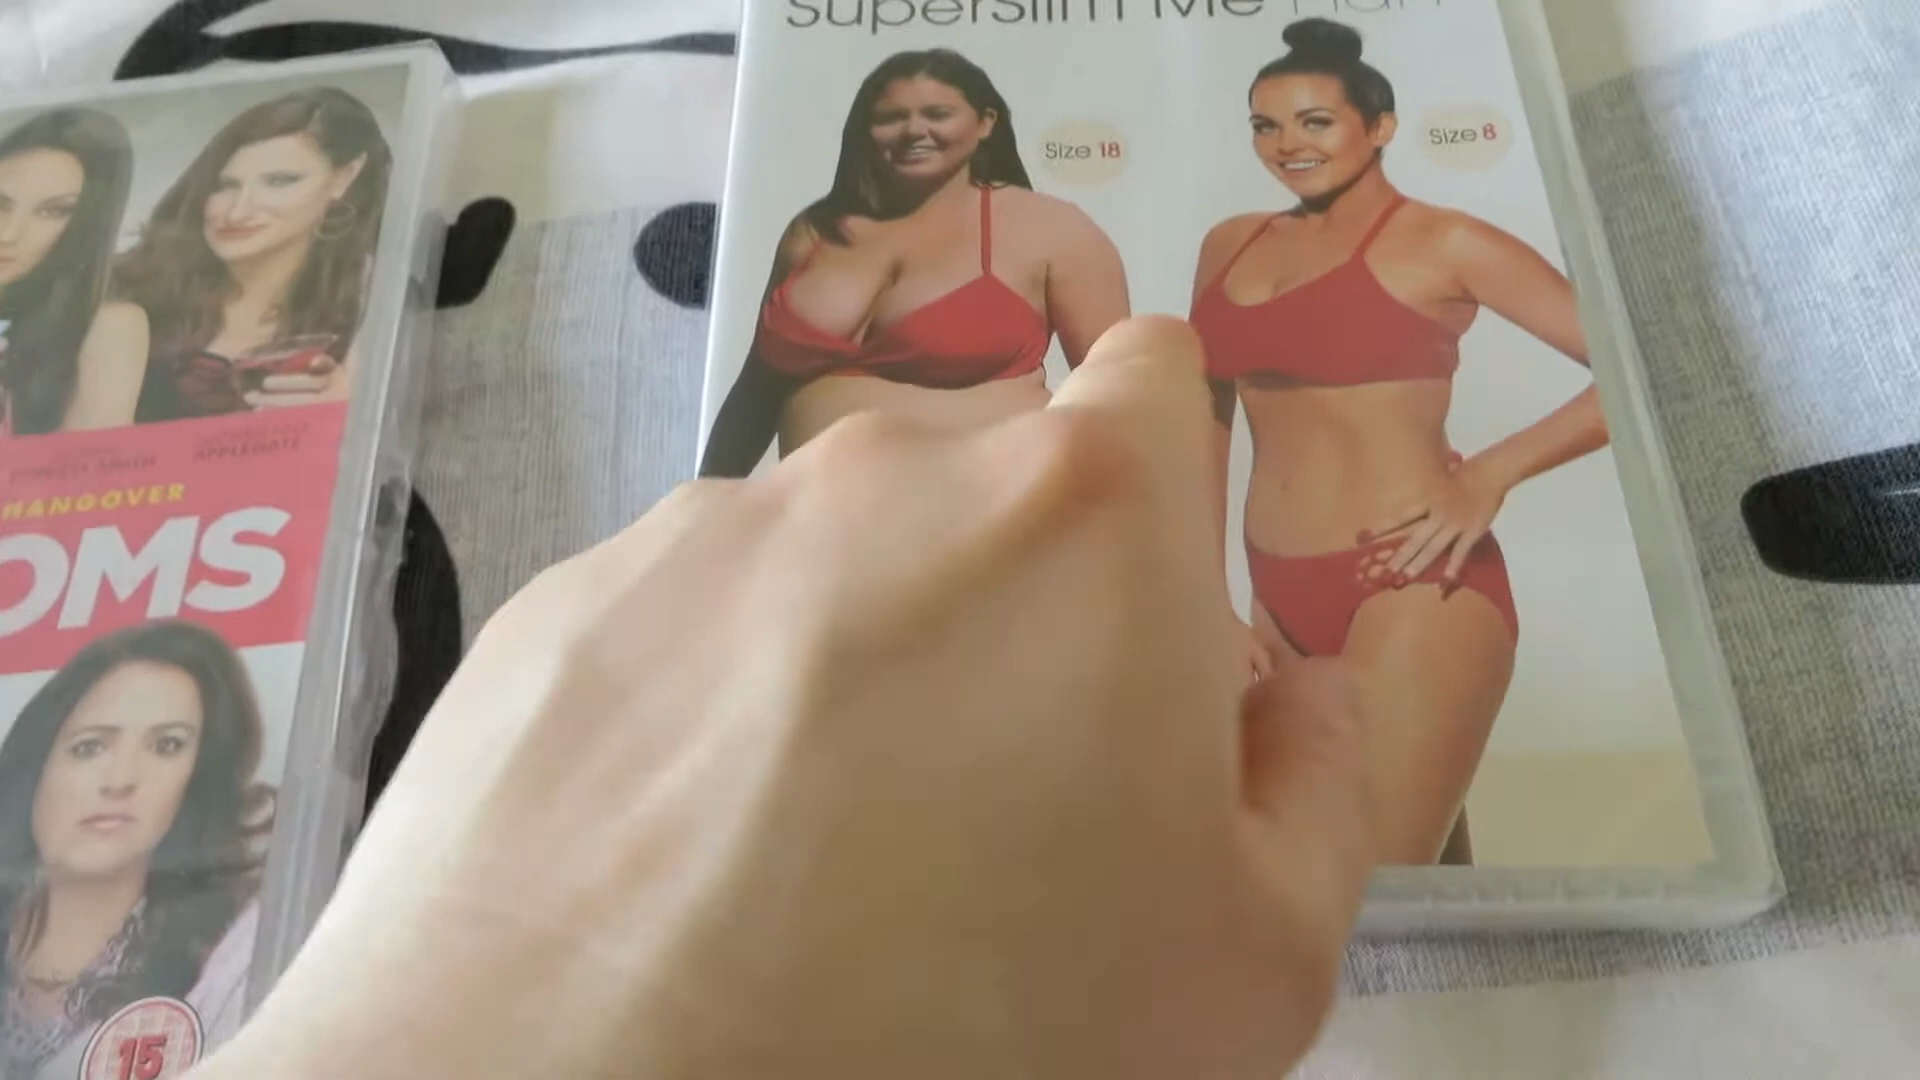 SuperSlim Me Plan
Size 18
Size 8
APPLEGATE
HANGOVER
OMS
15